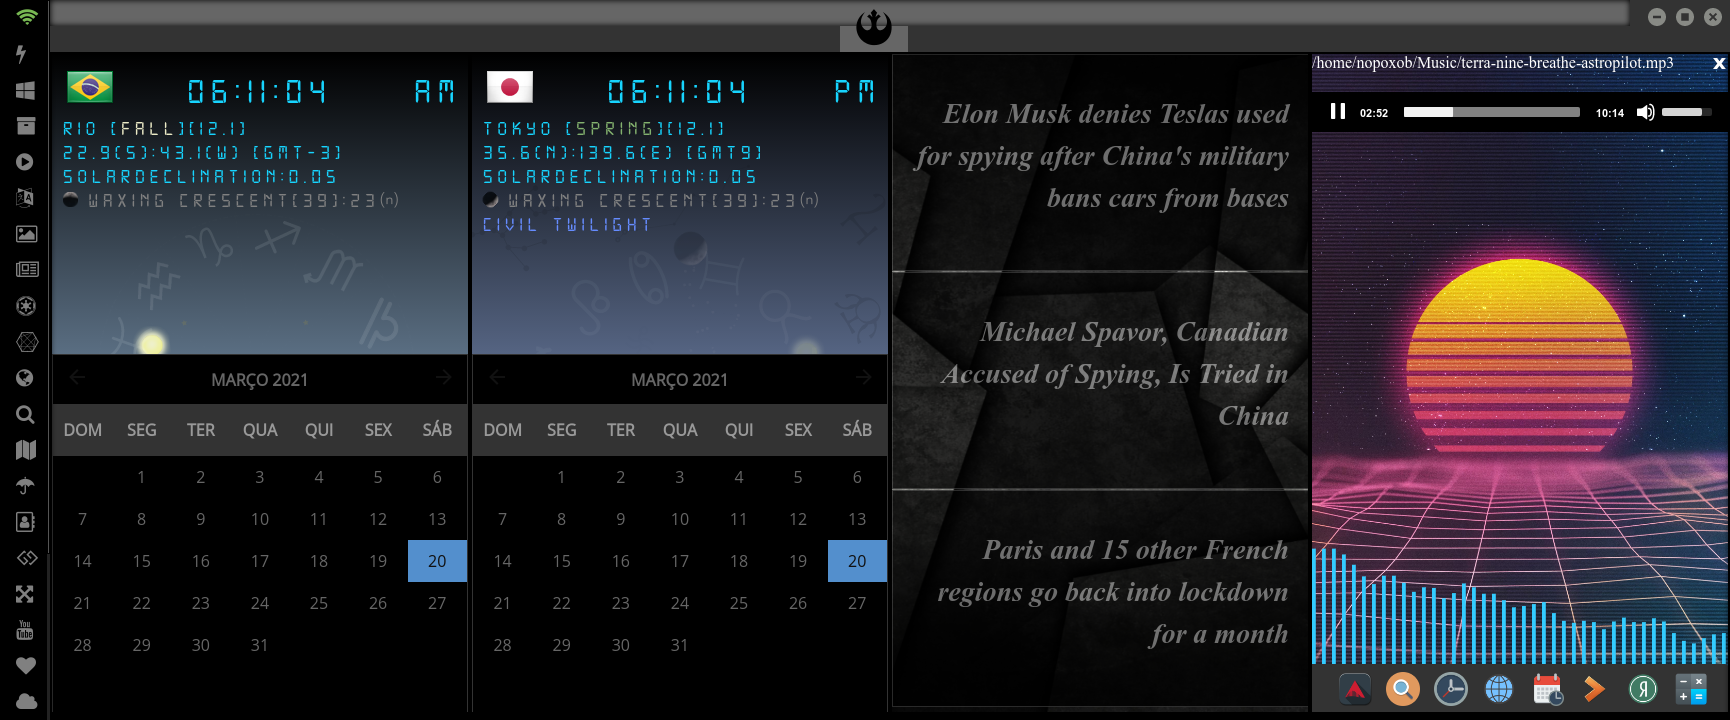 06:11:04 AM
RIO [FALL][12.1]
22.9(S):43.1(W) [GMT-3]
SOLARDECLINATION:0.05
WAXING CRESCENT[39]:23(n)
MARÇO 2021
DOM SEG TER QUA QUI SEX SÁB
1 2 3 4 5 6
7 8 9 10 11 12 13
14 15 16 17 18 19 20
21 22 23 24 25 26 27
28 29 30 31
06:11:04 PM
TOKYO [SPRING][12.1]
35.6(N):139.6(E) [GMT9]
SOLARDECLINATION:0.05
WAXING CRESCENT[39]:23(n)
CIVIL TWILIGHT
MARÇO 2021
DOM SEG TER QUA QUI SEX SÁB
1 2 3 4 5 6
7 8 9 10 11 12 13
14 15 16 17 18 19 20
21 22 23 24 25 26 27
28 29 30 31
Elon Musk denies Teslas used
for spying after China's military
bans cars from bases
Michael Spavor, Canadian
Accused of Spying, Is Tried in
China
Paris and 15 other French
regions go back into lockdown
for a month
/home/nopoxob/Music/terra-nine-breathe-astropilot.mp3 x
02:52 10:14
You
Tube
Я